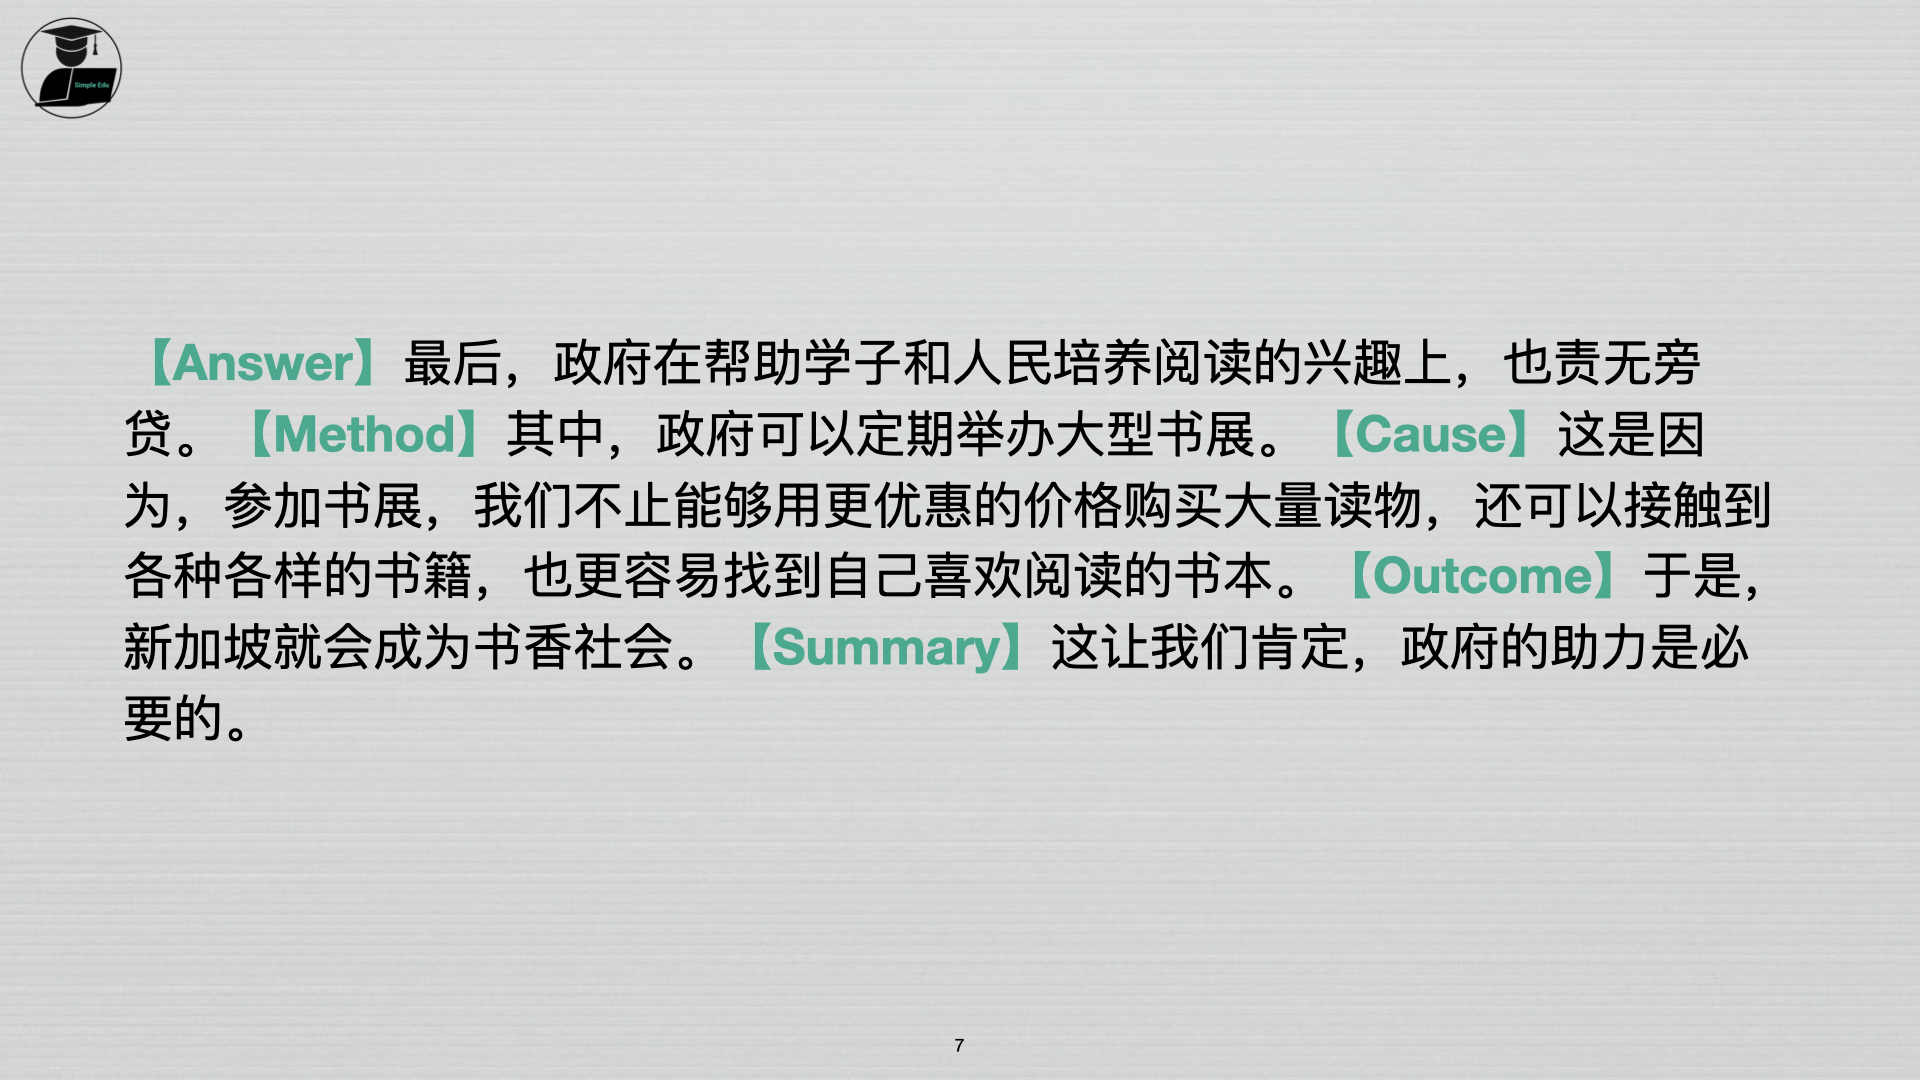 Simple Edu
【Answer】最后，政府在帮助学子和人民培养阅读的兴趣上，也责无旁
贷。【Method】其中，政府可以定期举办大型书展。【Cause】这是因
为，参加书展，我们不止能够用更优惠的价格购买大量读物，还可以接触到
各种各样的书籍，也更容易找到自己喜欢阅读的书本。【Outcome】于是，
新加坡就会成为书香社会。【Summary】这让我们肯定，政府的助力是必
要的。
7